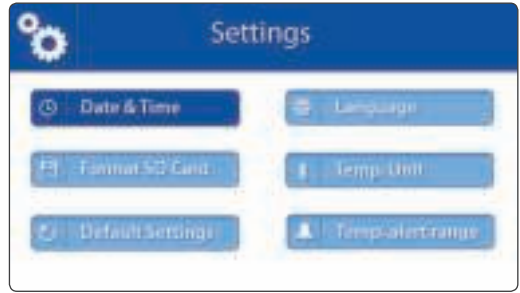 Settings
Date & Time
Language
Format SD Card
Temp. Unit
Default Settings
Temp-alert range